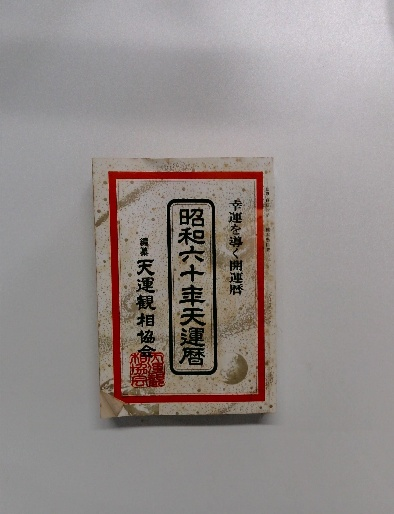 幸運を導く開運暦
昭和六十年天運暦
編纂 天運観相協会